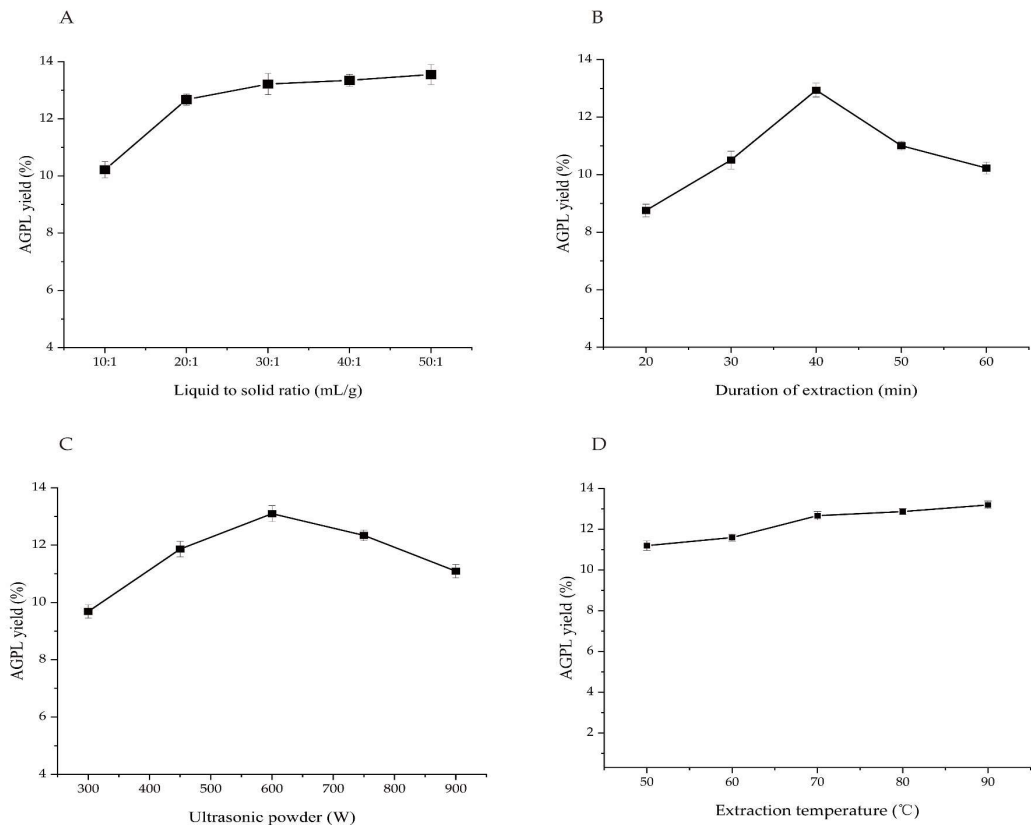 A
14
12
10
8
6
4
AGPL yield (%)
10:1 20:1 30:1 40:1 50:1
Liquid to solid ratio (mL/g)
B
14
12
10
8
6
4
AGPL yield (%)
20 30 40 50 60
Duration of extraction (min)
C
14
12
10
8
6
4
AGPL yield (%)
300 400 500 600 700 800 900
Ultrasonic powder (W)
D
14
12
10
8
6
4
2
AGPL yield (%)
50 60 70 80 90
Extraction temperature (℃)